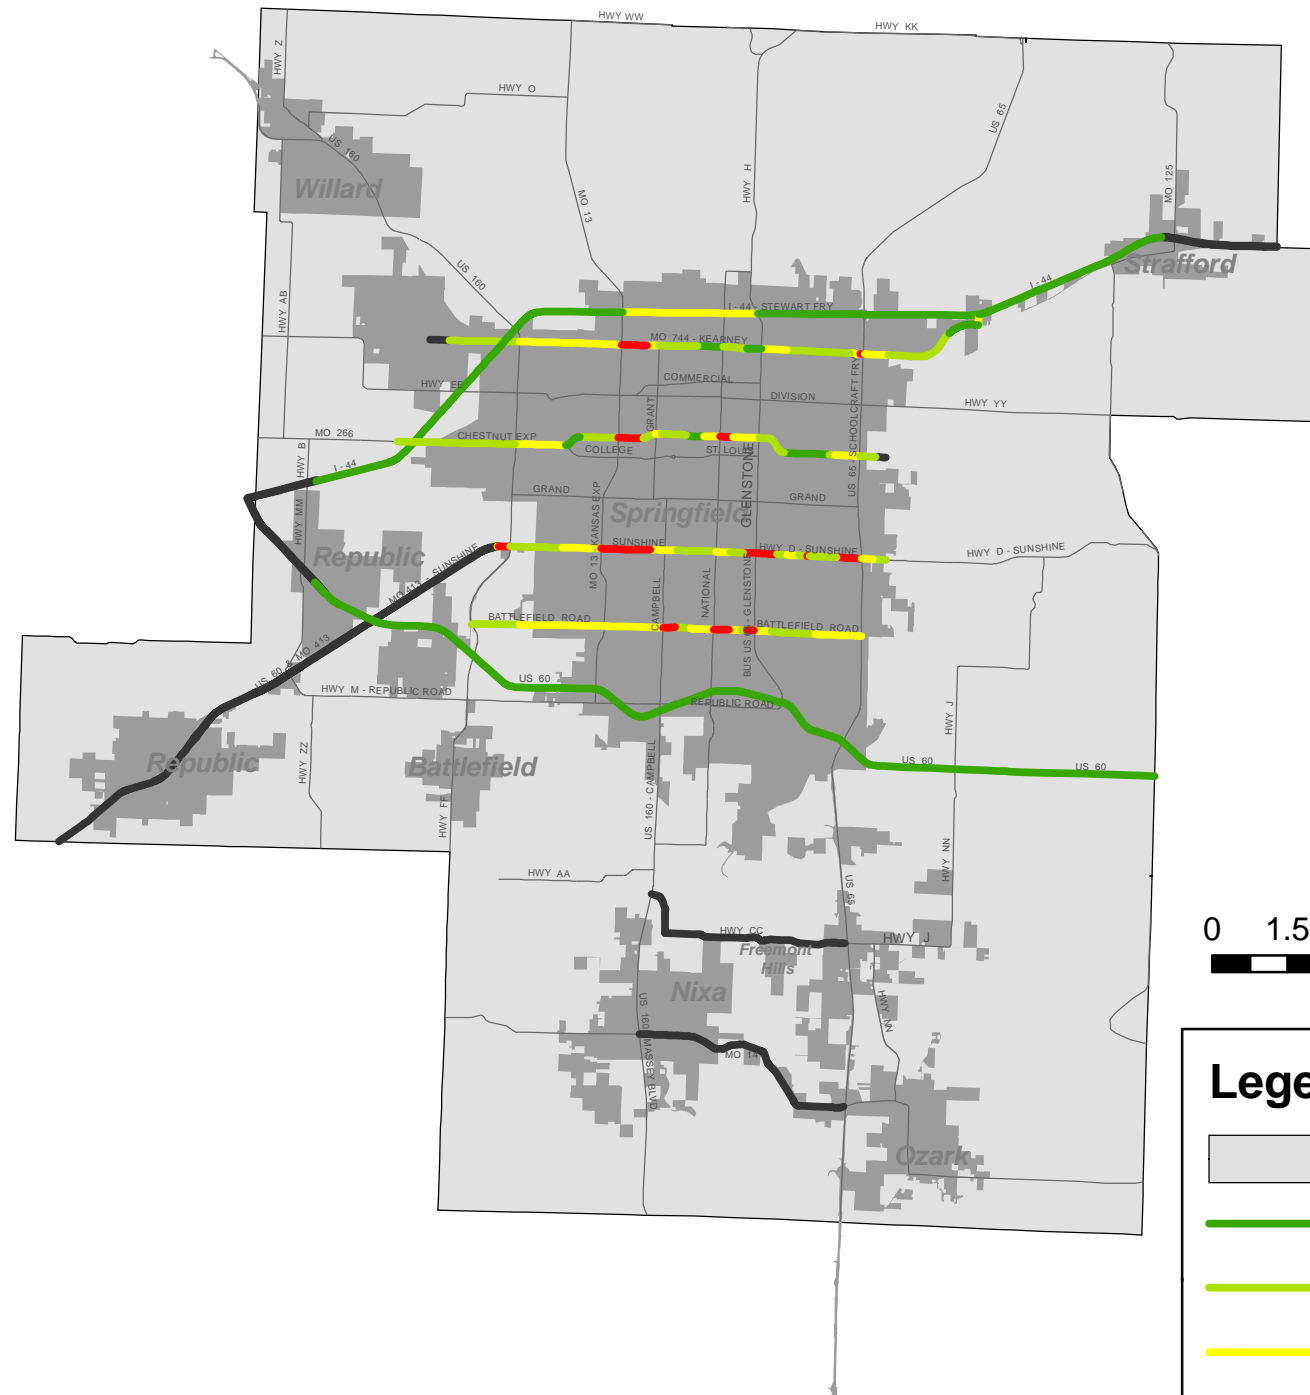 HWY WW
HWY KK
HWY Z
HWY O
US 65
US 160
Willard
HWY H
MO 13
MO 125
US 160
Strafford
I - 44
HWY AB
I - 44 - STEWART FRY
MO 744 - KEARNEY
COMMERCIAL
HWY EE
DIVISION
HWY YY
US 65 - SCHOOLCRAFT FRY
GRANT
MO 266
CHESTNUT EXP
COLLEGE
ST. LOUIS
HWY B
I - 44
GLENSTONE
GRAND
GRAND
Springfield
HWY MM
MO 13 - KANSAS EXP
SUNSHINE
HWY D - SUNSHINE
HWY D - SUNSHINE
Republic
MO 413 - SUNSHINE
CAMPBELL
NATIONAL
BUS US 65 - GLENSTONE
BATTLEFIELD ROAD
BATTLEFIELD ROAD
US 60 & MO 413
US 60
HWY M - REPUBLIC ROAD
REPUBLIC ROAD
HWY J
HWY ZZ
Republic
Battlefield
US 60
US 60
HWY FF
US 160 - CAMPBELL
HWY NN
HWY AA
US 65
HWY CC
HWY J
Freemont
Hills
0 1.5
Nixa
HWY NN
US 160 - MASSEY BLVD
MO 14
Ozark
Lege